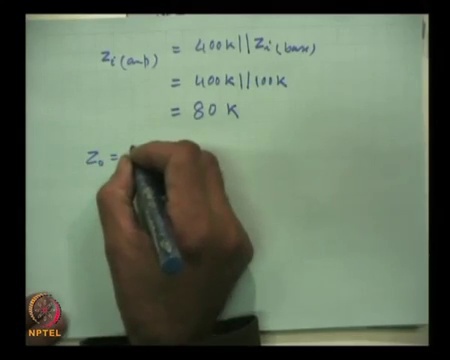 Zi(amp) = 400K||Zi(base)
= 400K||100K
= 80 K
Zo =
NPTEL